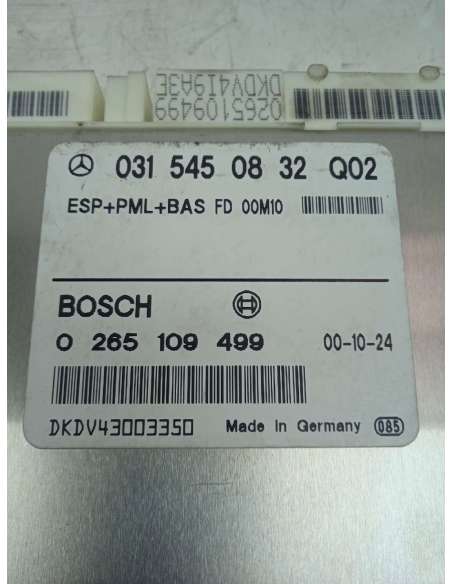 0265109499
DKDV4I9A3E
031 545 08 32 Q02
ESP+PML+BAS FD 00M10
BOSCH
0 265 109 499 00-10-24
DKDV43003350 Made in Germany 085